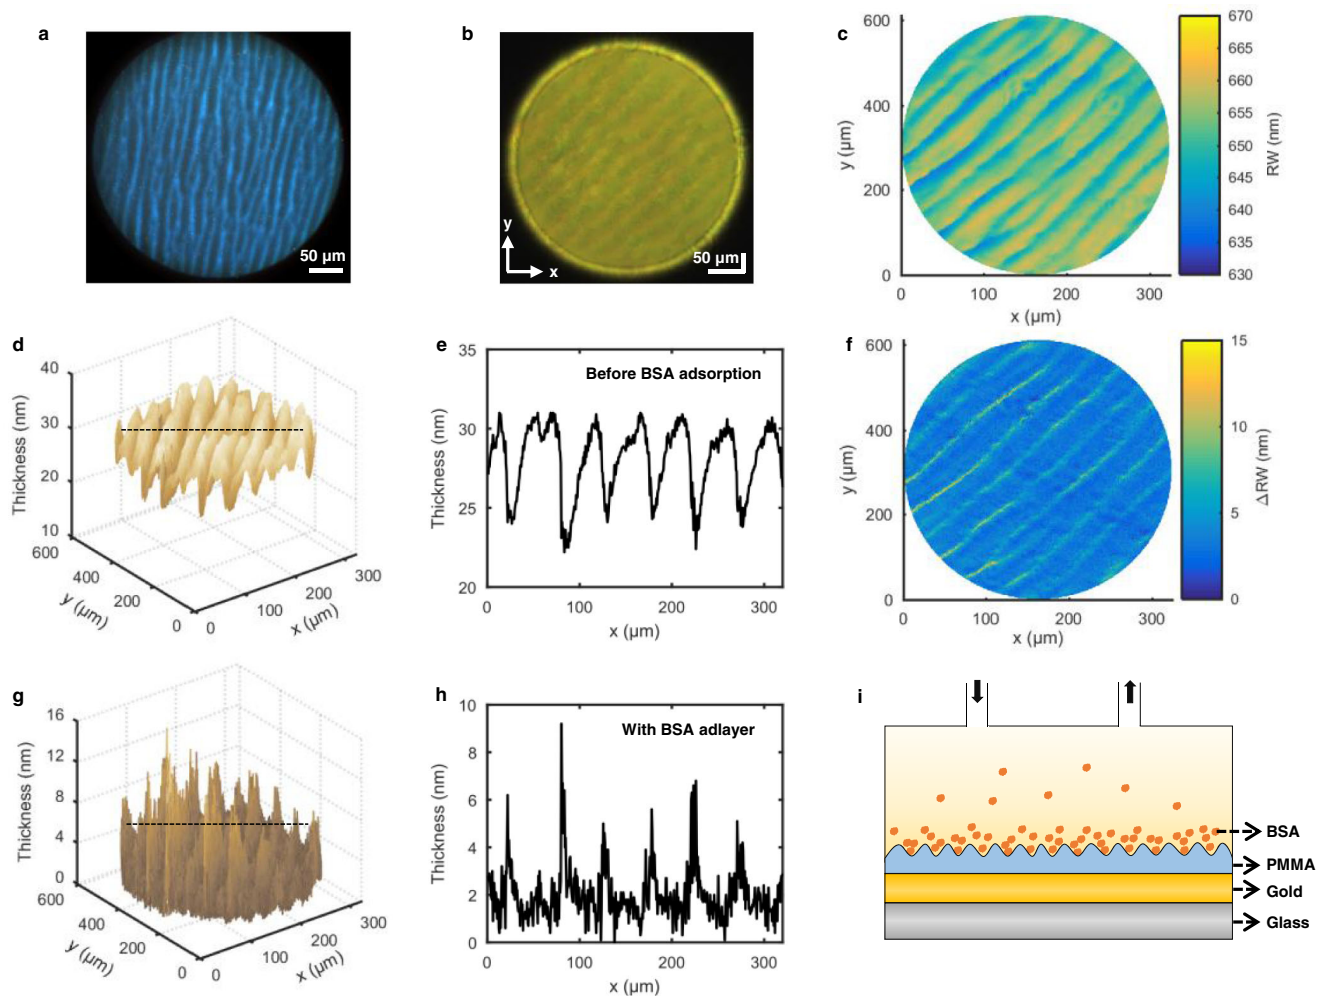 a
50 µm
b
y
x
50 µm
c
600
400
200
0
0
100
200
300
y (µm)
x (µm)
670
665
660
655
650
645
640
635
630
RW (nm)
d
40
30
20
10
Thickness (nm)
600
400
200
0
y (µm)
0
100
200
300
x (µm)
e
35
30
25
20
Thickness (nm)
Before BSA adsorption
0
100
200
300
x (µm)
f
600
400
200
0
y (µm)
0
100
200
300
x (µm)
15
10
5
0
ΔRW (nm)
g
16
12
8
4
0
Thickness (nm)
600
400
200
0
y (µm)
0
100
200
300
x (µm)
h
10
8
6
4
2
0
Thickness (nm)
With BSA adlayer
0
100
200
300
x (µm)
i
BSA
PMMA
Gold
Glass